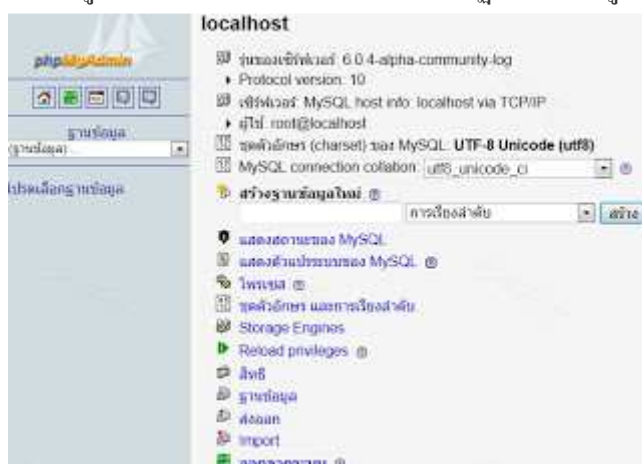 localhost
phpMyAdmin
ฐานข้อมูล
(ฐานข้อมูล) ...
โปรดเลือกฐานข้อมูล
รุ่นของเซิร์ฟเวอร์: 6.0.4-alpha-community-log
Protocol version: 10
เซิร์ฟเวอร์: MySQL host info: localhost via TCP/IP
ผู้ใช้: root@localhost
ชุดตัวอักษร (charset) ของ MySQL: UTF-8 Unicode (utf8)
MySQL connection collation: utf8_unicode_ci
สร้างฐานข้อมูลใหม่
การเรียงลำดับ
สร้าง
แสดงสถานะของ MySQL
แสดงตัวแปรระบบของ MySQL
โพรเซส
ชุดตัวอักษร และการเรียงลำดับ
Storage Engines
Reload privileges
สิทธิ
ฐานข้อมูล
ส่งออก
Import